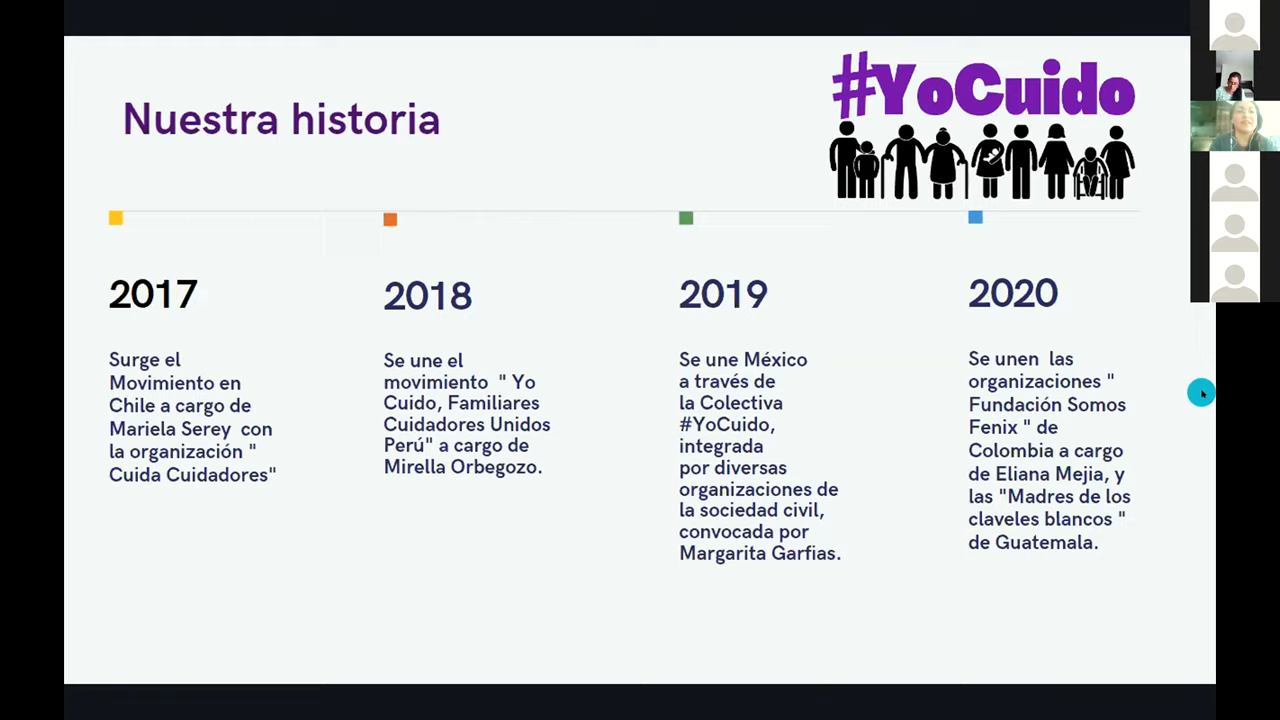 #YoCuido
Nuestra historia
2017
Surge el
Movimiento en
Chile a cargo de
Mariela Serey con
la organización "
Cuida Cuidadores"
2018
Se une el
movimiento " Yo
Cuido, Familiares
Cuidadores Unidos
Perú" a cargo de
Mirella Orbegozo.
2019
Se une México
a través de
la Colectiva
#YoCuido,
integrada
por diversas
organizaciones de
la sociedad civil,
convocada por
Margarita Garfias.
2020
Se unen las
organizaciones "
Fundación Somos
Fenix " de
Colombia a cargo
de Eliana Mejia, y
las "Madres de los
claveles blancos "
de Guatemala.